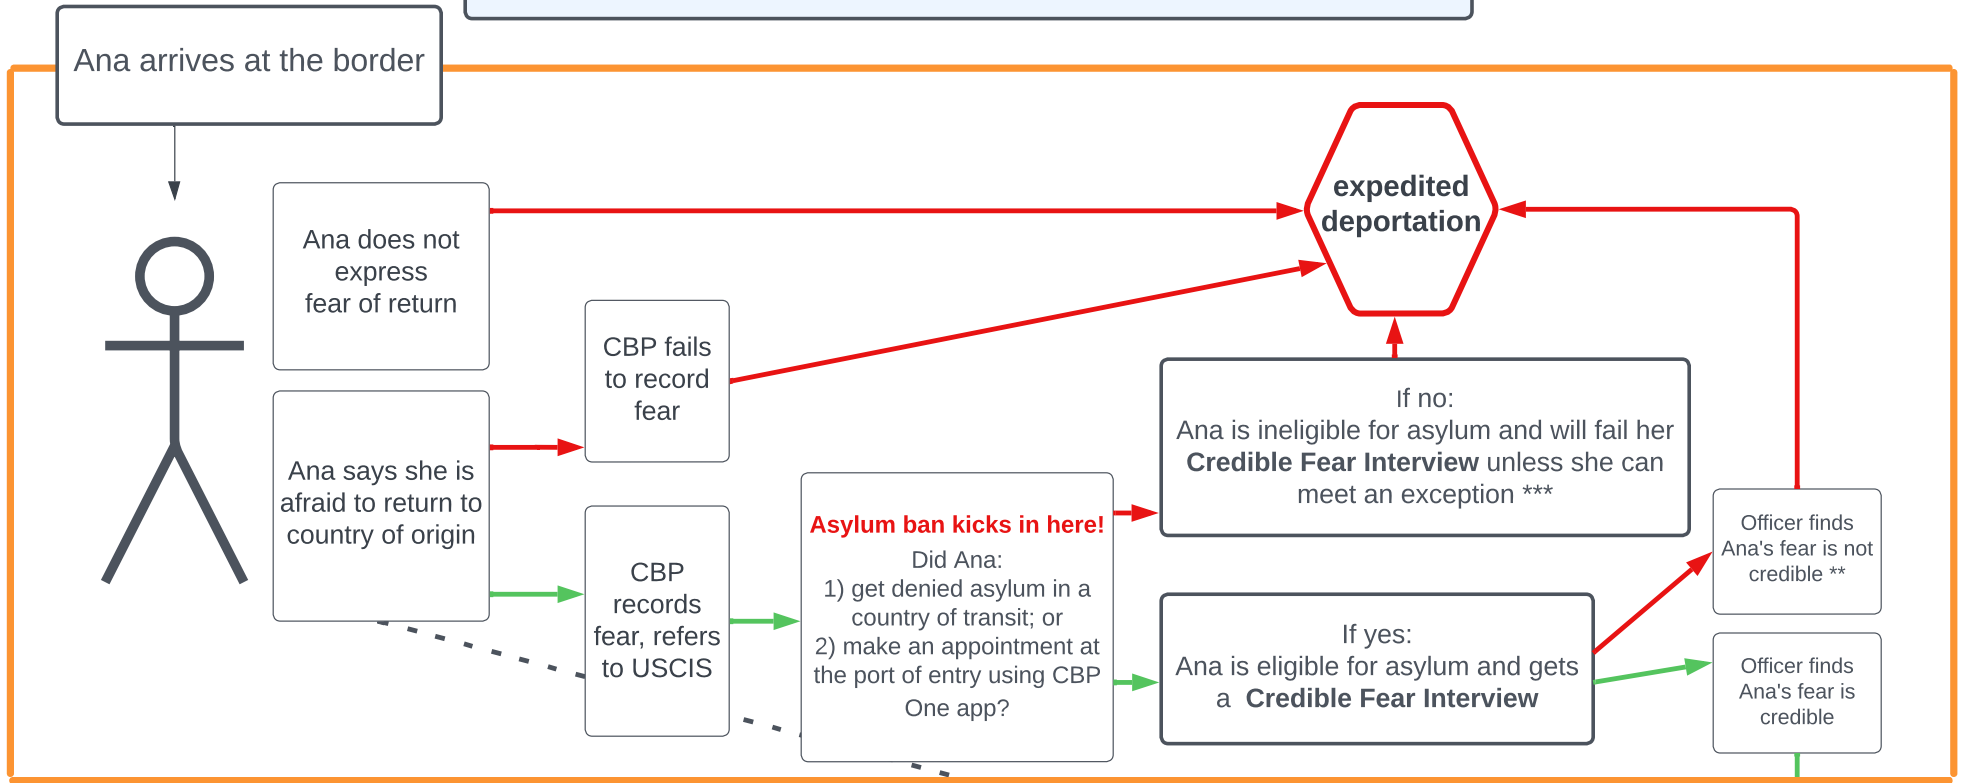 Ana arrives at the border
Ana does not
express
fear of return
expedited
deportation
CBP fails
to record
fear
Ana says she is
afraid to return to
country of origin
CBP
records
fear, refers
to USCIS
Asylum ban kicks in here!
Did Ana:
1) get denied asylum in a
country of transit; or
2) make an appointment at
the port of entry using CBP
One app?
If no:
Ana is ineligible for asylum and will fail her
Credible Fear Interview unless she can
meet an exception ***
If yes:
Ana is eligible for asylum and gets
a Credible Fear Interview
Officer finds
Ana's fear is not
credible **
Officer finds
Ana's fear is
credible